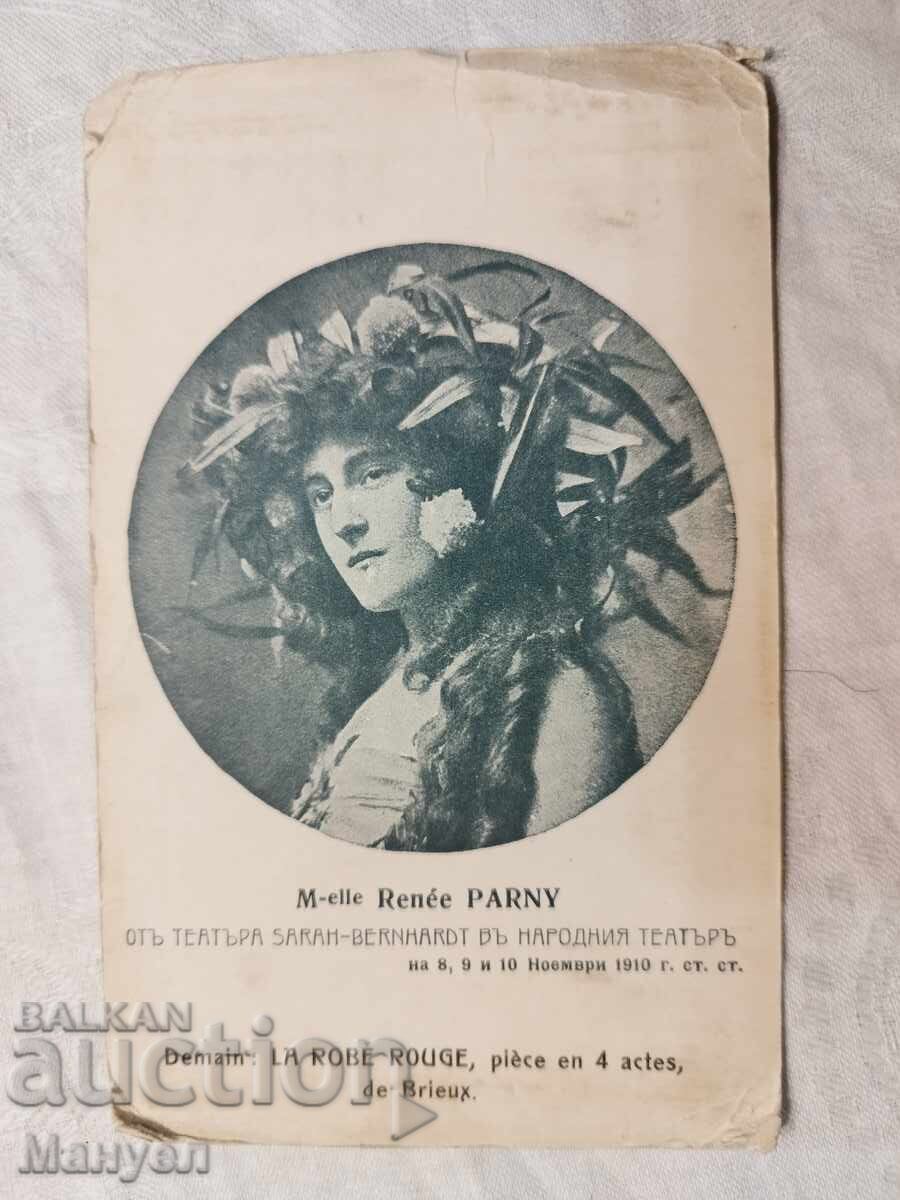 M-elle Renée PARNY
ОТЪ ТЕАТЪРА SARAH-BERNHARDT ВЪ НАРОДНИЯ ТЕАТЪРЪ
на 8, 9 и 10 Ноември 1910 г. ст. ст.
Demain: LA ROBE ROUGE, pièce en 4 actes,
de Brieux.
BALKAN
auction
Мануел